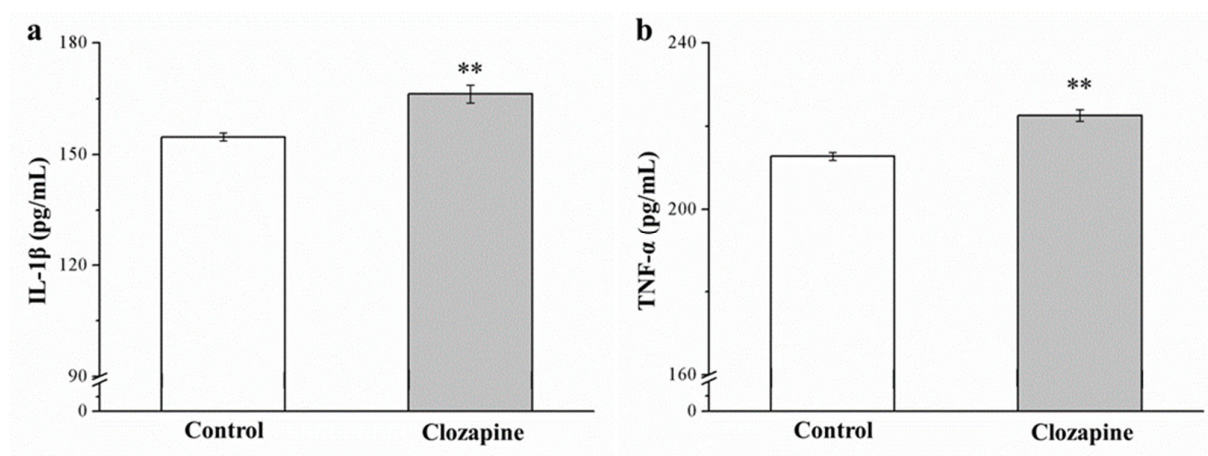 a
180
150
120
90
0
IL-1β (pg/mL)
**
Control
Clozapine
b
240
200
160
0
TNF-α (pg/mL)
**
Control
Clozapine